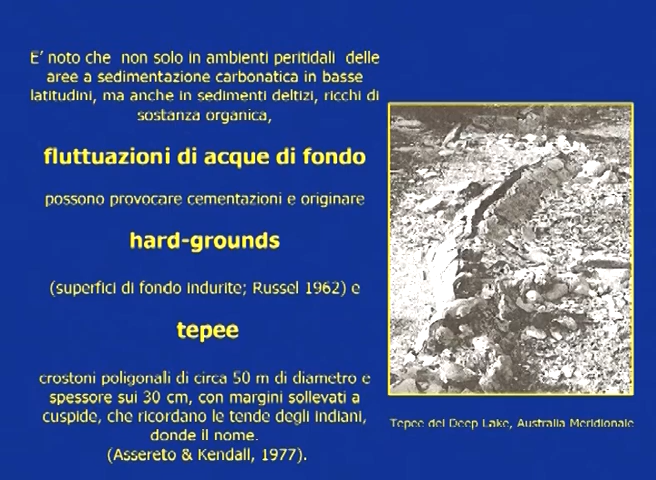 E' noto che non solo in ambienti peritidali delle
aree a sedimentazione carbonatica in basse
latitudini, ma anche in sedimenti deltizi, ricchi di
sostanza organica,
fluttuazioni di acque di fondo
possono provocare cementazioni e originare
hard-grounds
(superfici di fondo indurite; Russel 1962) e
tepee
crostoni poligonali di circa 50 m di diametro e
spessore sui 30 cm, con margini sollevati a
cuspide, che ricordano le tende degli indiani,
donde il nome.
(Assereto & Kendall, 1977).
Tepee del Deep Lake, Australia Meridionale